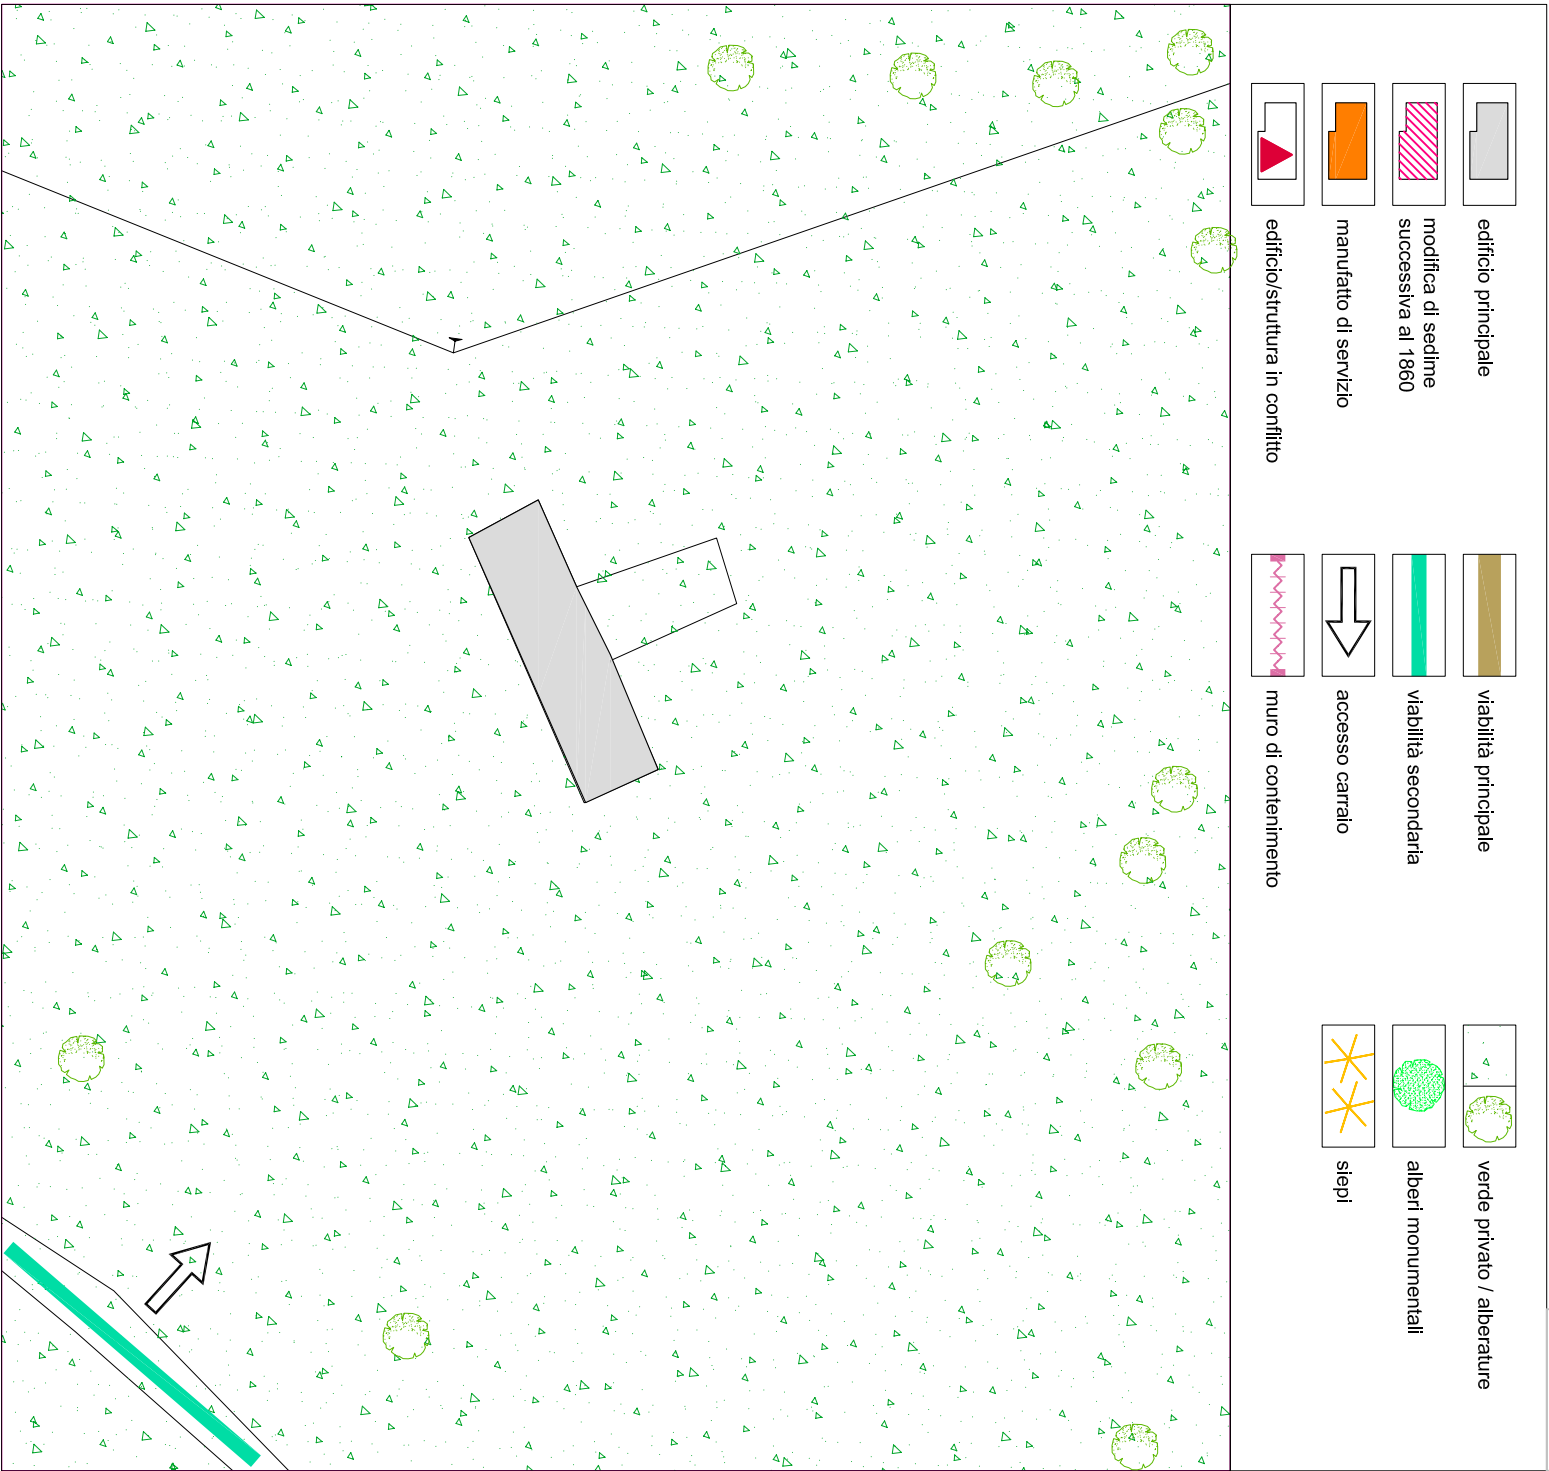 edificio principale
modifica di sedime
successiva al 1860
manufatto di servizio
edificio/struttura in conflitto
viabilità principale
viabilità secondaria
accesso carraio
muro di contenimento
verde privato / alberature
alberi monumentali
siepi